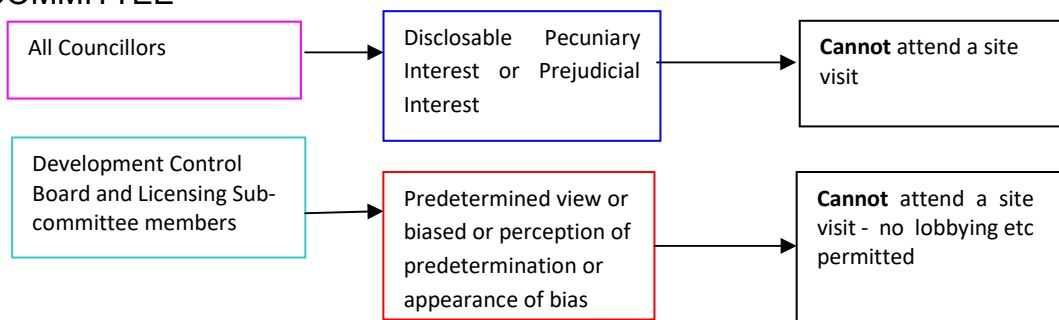 All Councillors
Disclosable Pecuniary
Interest or Prejudicial
Interest
Cannot attend a site
visit
Development Control
Board and Licensing Sub-
committee members
Predetermined view or
biased or perception of
predetermination or
appearance of bias
Cannot attend a site
visit - no lobbying etc
permitted